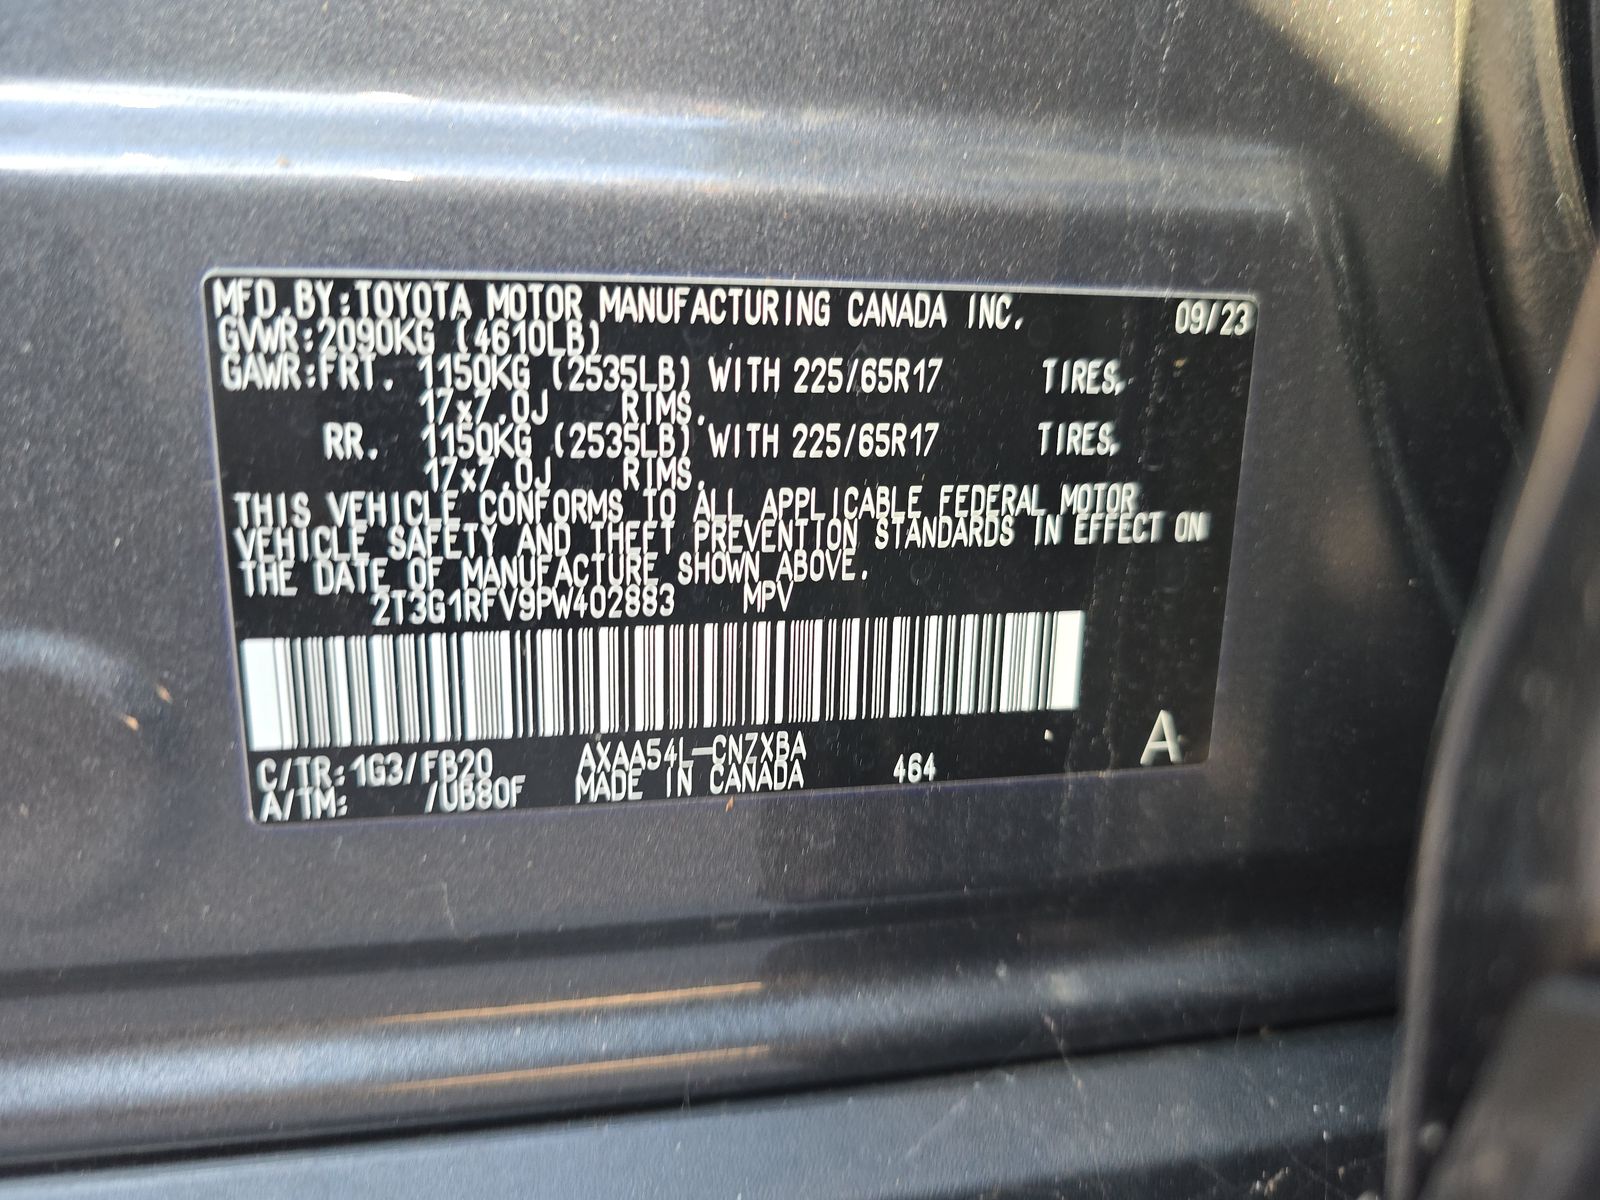 MFD.BY:TOYOTA MOTOR MANUFACTURING CANADA INC. 09/23
GVWR:2090KG (4610LB)
GAWR:FRT. 1150KG (2535LB) WITH 225/65R17 TIRES,
17x7.0J RIMS.
RR. 1150KG (2535LB) WITH 225/65R17 TIRES,
17x7.0J RIMS.
THIS VEHICLE CONFORMS TO ALL APPLICABLE FEDERAL MOTOR
VEHICLE SAFETY AND THEFT PREVENTION STANDARDS IN EFFECT ON
THE DATE OF MANUFACTURE SHOWN ABOVE.
2T3G1RFV9PW402883 MPV
C/TR:1G3/FB20 AXAA54L-CNZXBA 464 A
A/TM: /UB80F MADE IN CANADA